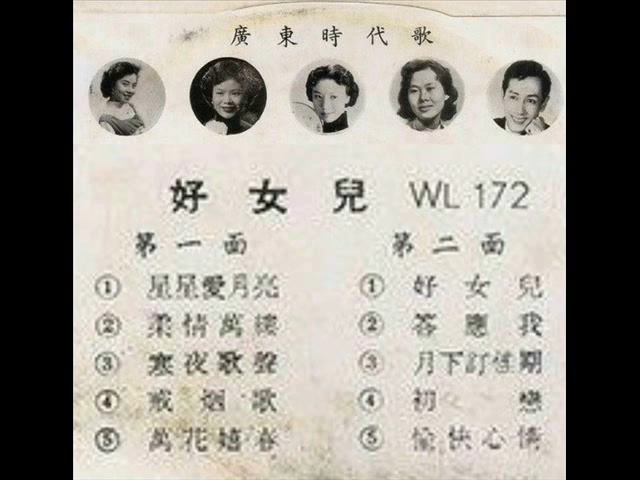 廣東時代歌
好女兒 WL 172
第一面
① 星星愛月亮
② 柔情萬縷
③ 寒夜歌聲
④ 戒烟歌
⑤ 萬花嬉春
第二面
① 好女兒
② 答應我
③ 月下訂佳期
④ 初戀
⑤ 愉快心情